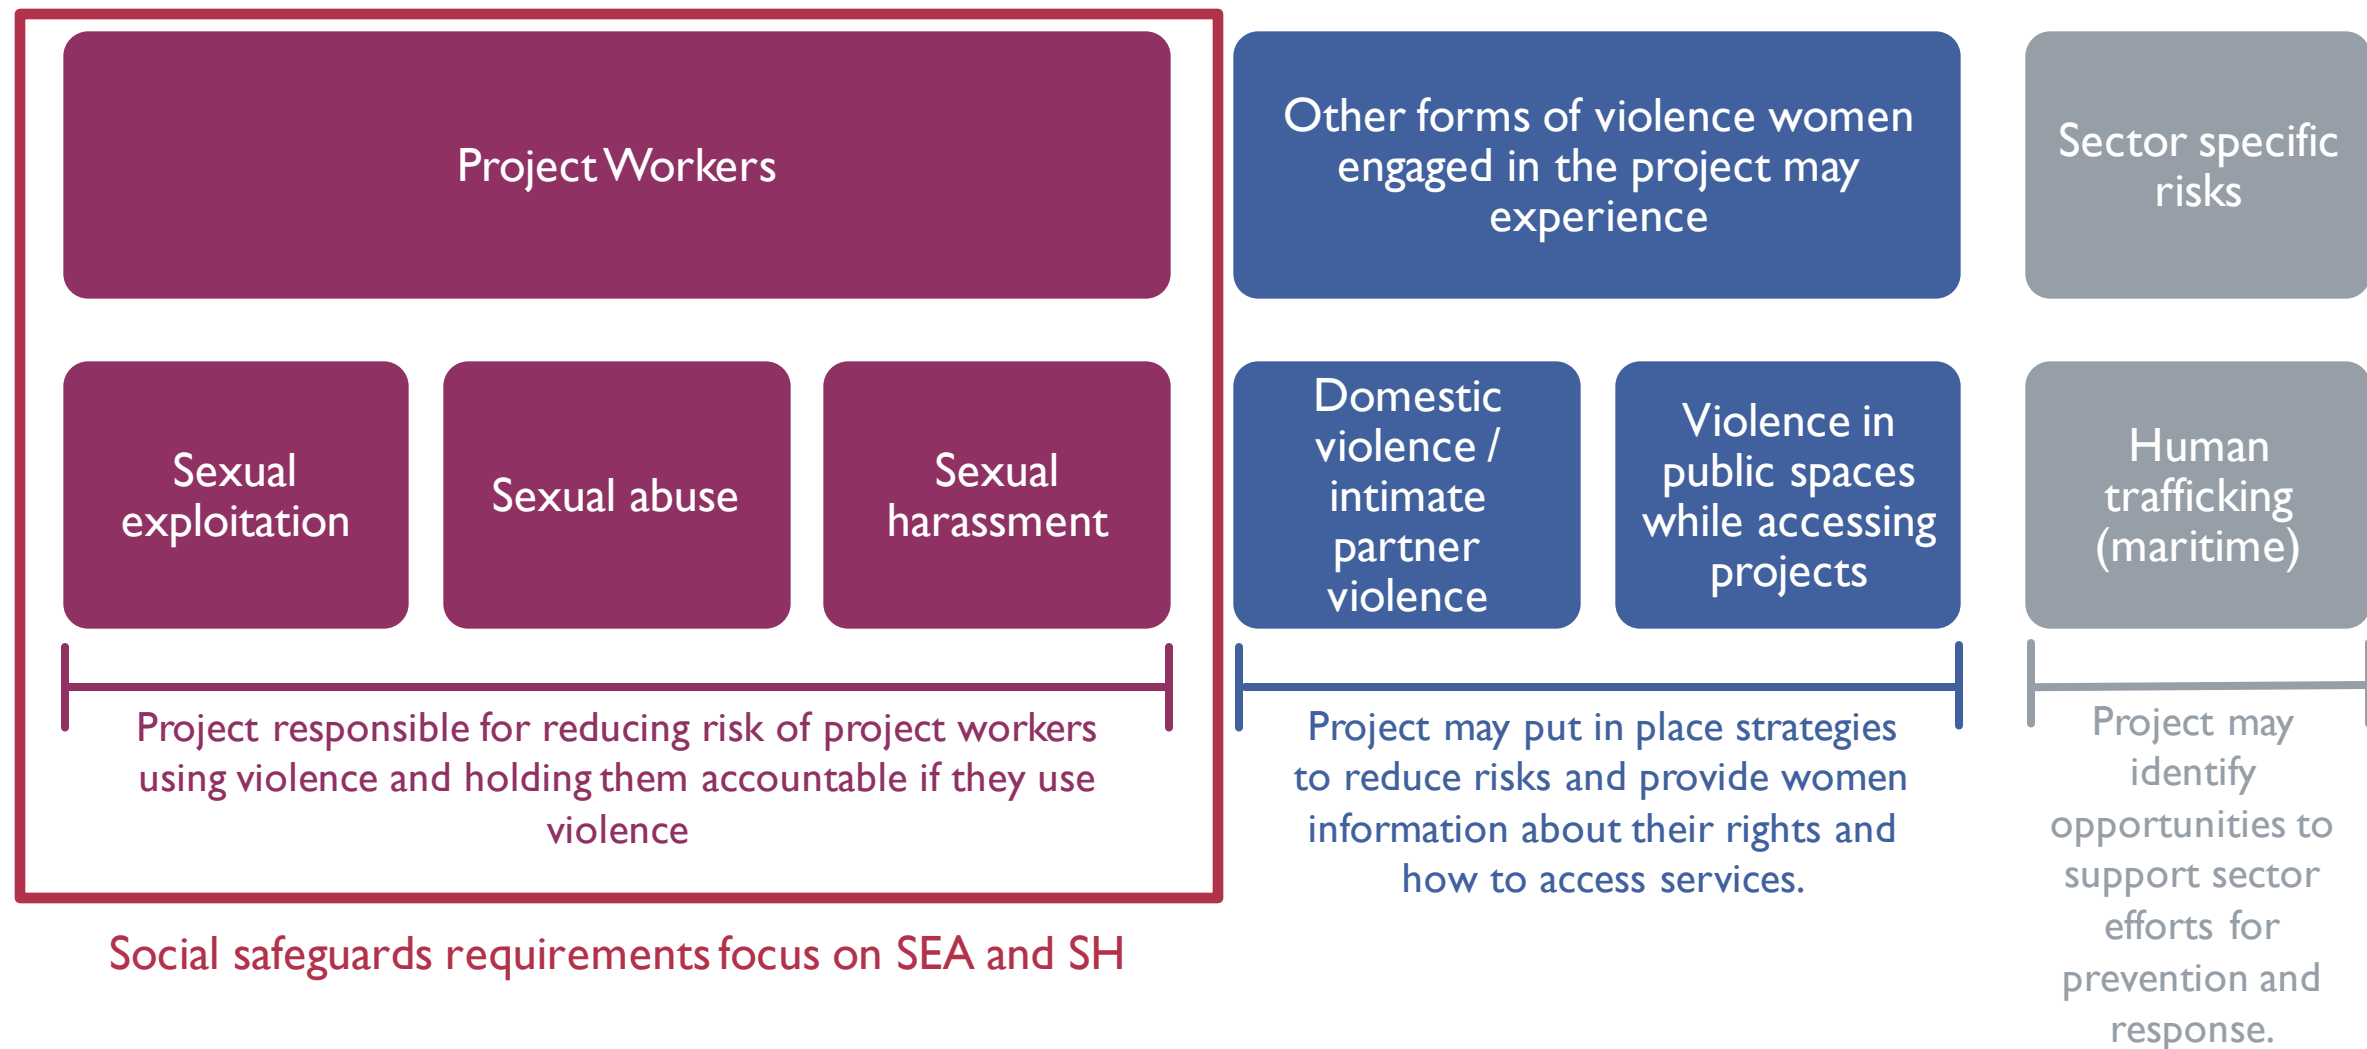 Project Workers
Other forms of violence women
engaged in the project may
experience
Sector specific
risks
Sexual
exploitation
Sexual abuse
Sexual
harassment
Domestic
violence /
intimate
partner
violence
Violence in
public spaces
while accessing
projects
Human
trafficking
(maritime)
Project responsible for reducing risk of project workers
using violence and holding them accountable if they use
violence
Project may put in place strategies
to reduce risks and provide women
information about their rights and
how to access services.
Project may
identify
opportunities to
support sector
efforts for
prevention and
response.
Social safeguards requirements focus on SEA and SH